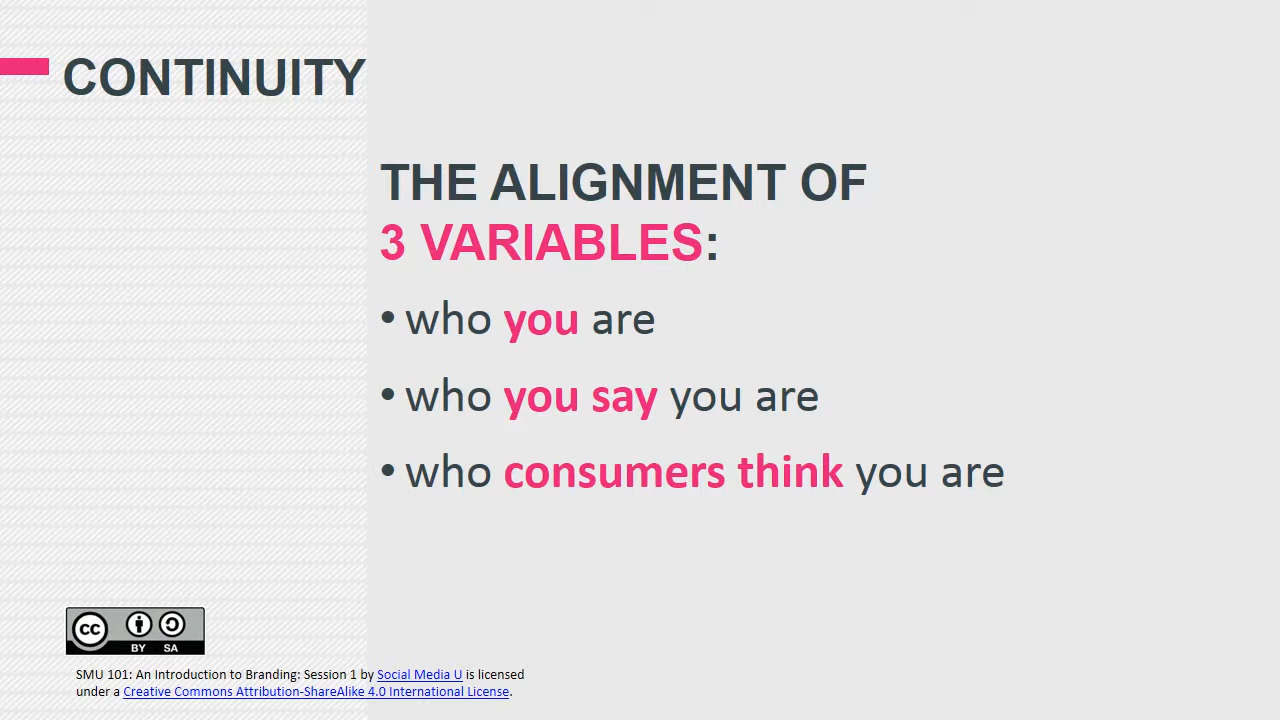 CONTINUITY
THE ALIGNMENT OF
3 VARIABLES:
• who you are
• who you say you are
• who consumers think you are
cc
BY SA
SMU 101: An Introduction to Branding: Session 1 by Social Media U is licensed
under a Creative Commons Attribution-ShareAlike 4.0 International License.